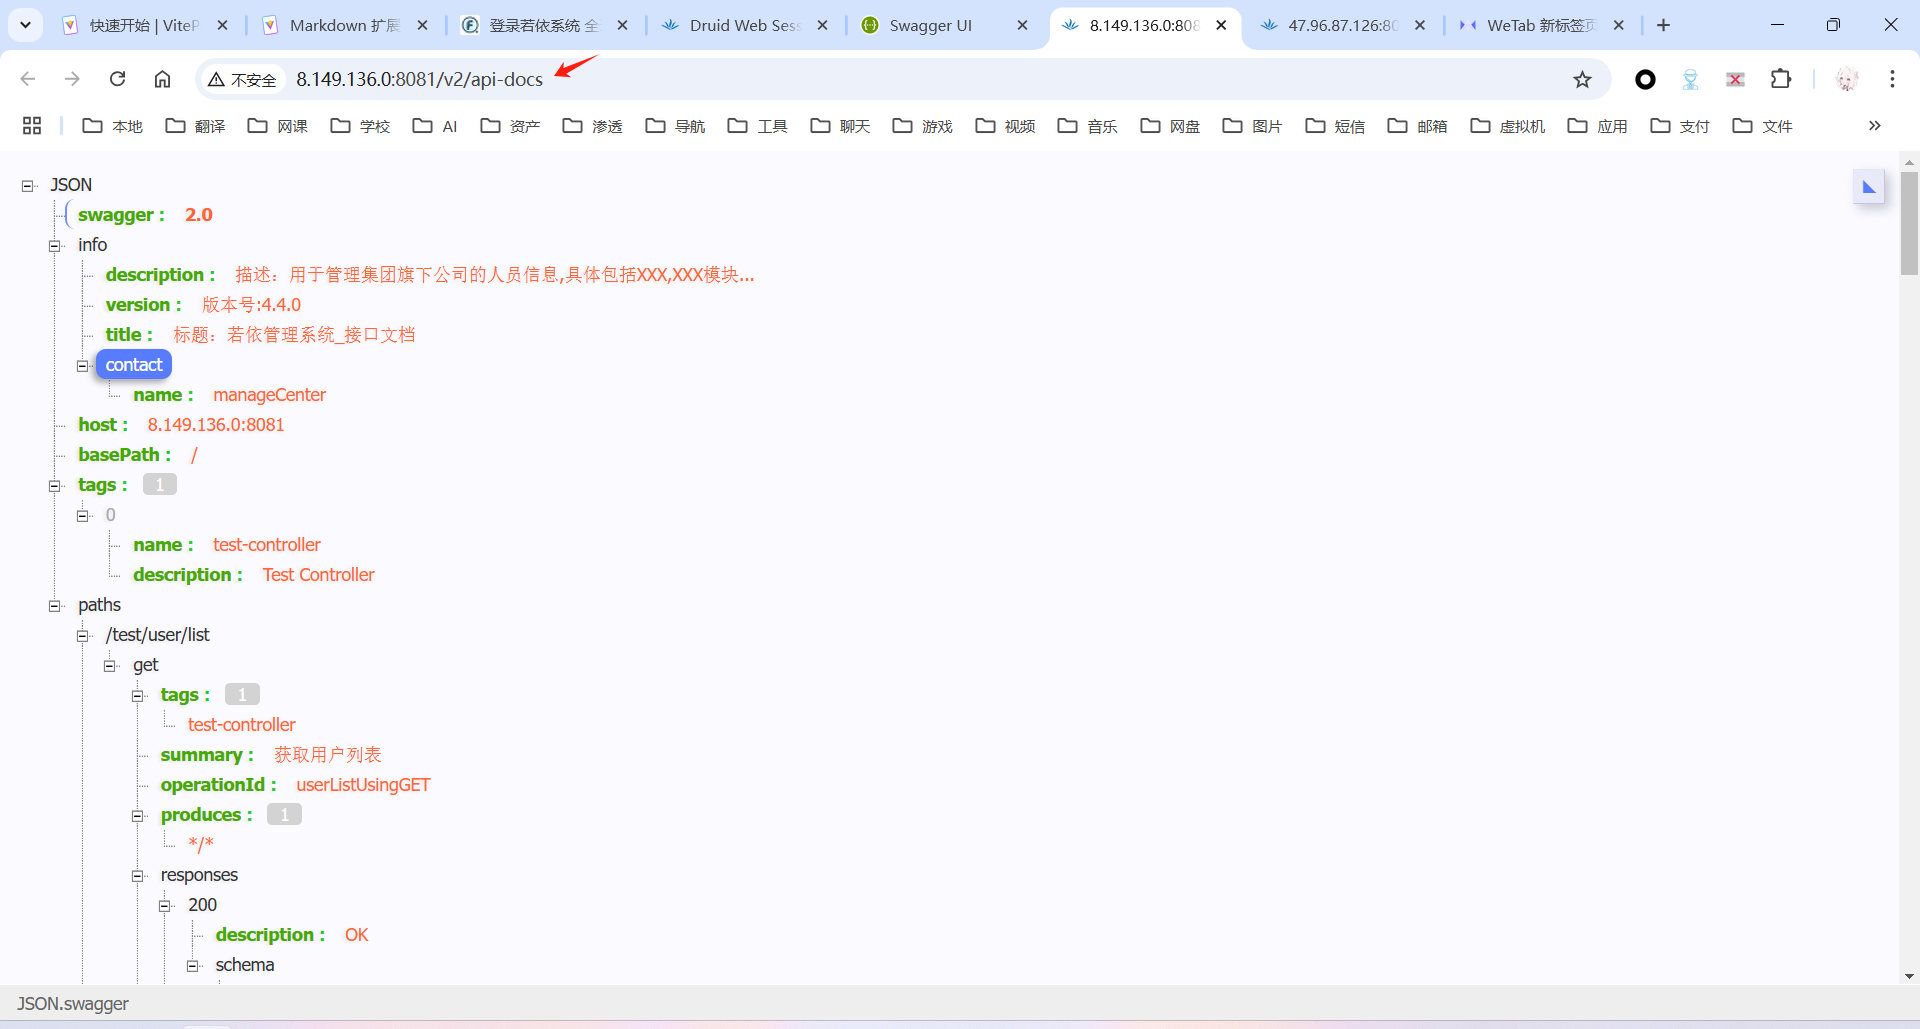 快速开始 | ViteP
Markdown 扩展
登录若依系统 全
Druid Web Sess
Swagger UI
8.149.136.0:808
47.96.87.126:80
WeTab 新标签页
不安全
8.149.136.0:8081/v2/api-docs
本地
翻译
网课
学校
AI
资产
渗透
导航
工具
聊天
游戏
视频
音乐
网盘
图片
短信
邮箱
虚拟机
应用
支付
文件
JSON
swagger : 2.0
info
description : 描述：用于管理集团旗下公司的人员信息,具体包括XXX,XXX模块...
version : 版本号:4.4.0
title : 标题：若依管理系统_接口文档
contact
name : manageCenter
host : 8.149.136.0:8081
basePath : /
tags : 1
0
name : test-controller
description : Test Controller
paths
/test/user/list
get
tags : 1
test-controller
summary : 获取用户列表
operationId : userListUsingGET
produces : 1
*/*
responses
200
description : OK
schema
JSON.swagger